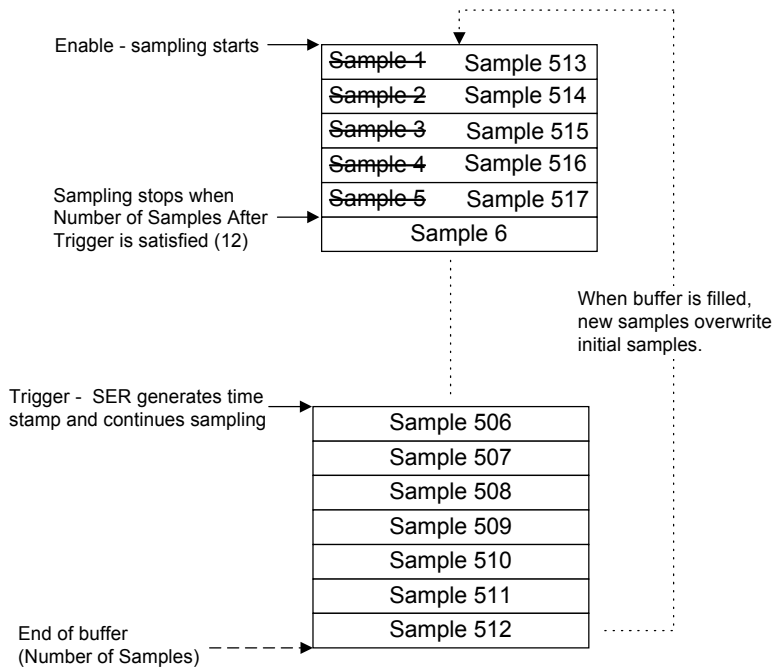 Enable - sampling starts
Sample 1 Sample 513
Sample 2 Sample 514
Sample 3 Sample 515
Sample 4 Sample 516
Sample 5 Sample 517
Sampling stops when
Number of Samples After
Trigger is satisfied (12)
Sample 6
When buffer is filled,
new samples overwrite
initial samples.
Trigger - SER generates time
stamp and continues sampling
Sample 506
Sample 507
Sample 508
Sample 509
Sample 510
Sample 511
Sample 512
End of buffer
(Number of Samples)